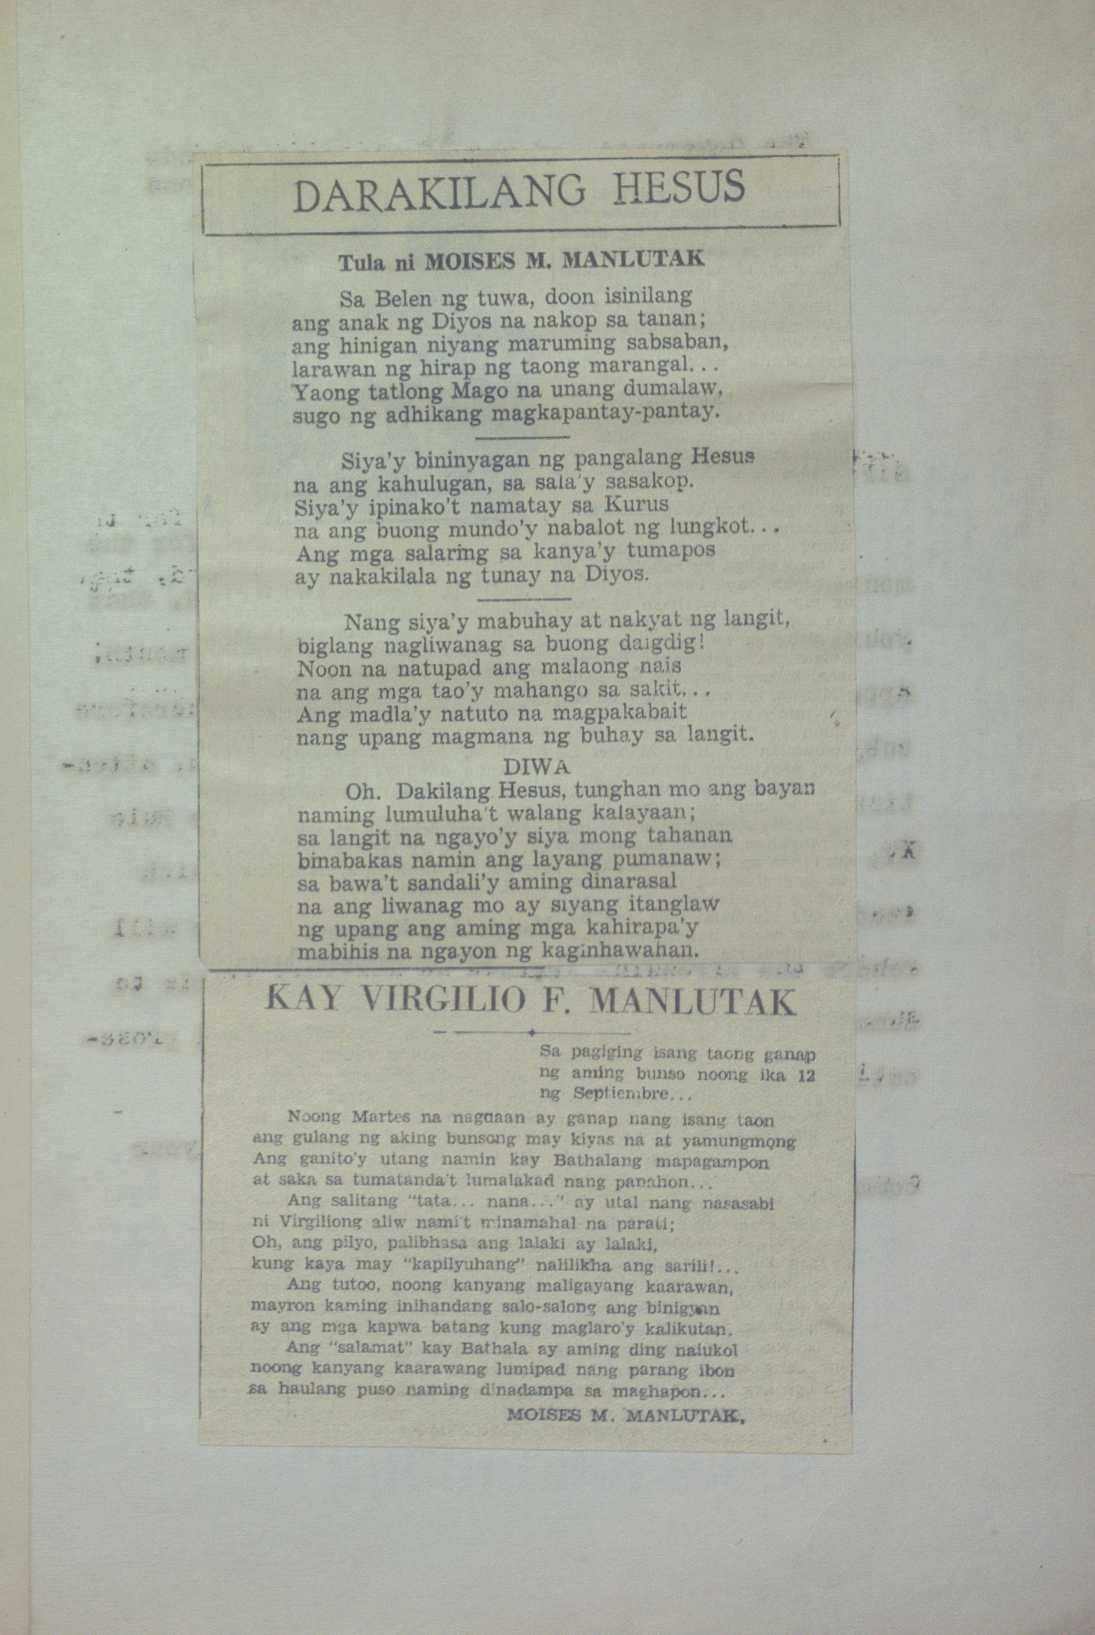 DARAKILANG HESUS
Tula ni MOISES M. MANLUTAK
Sa Belen ng tuwa, doon isinilang
ang anak ng Diyos na nakop sa tanan;
ang hinigan niyang maruming sabsaban,
larawan ng hirap ng taong marangal...
Yaong tatlong Mago na unang dumalaw,
sugo ng adhikang magkapantay-pantay.
Siya'y bininyagan ng pangalang Hesus
na ang kahulugan, sa sala'y sasakop.
Siya'y ipinako't namatay sa Kurus
na ang buong mundo'y nabalot ng lungkot...
Ang mga salaring sa kanya'y tumapos
ay nakakilala ng tunay na Diyos.
Nang siya'y mabuhay at nakyat ng langit,
biglang nagliwanag sa buong daigdig!
Noon na natupad ang malaong nais
na ang mga tao'y mahango sa sakit...
Ang madla'y natuto na magpakabait
nang upang magmana ng buhay sa langit.
DIWA
Oh. Dakilang Hesus, tunghan mo ang bayan
naming lumuluha't walang kalayaan;
sa langit na ngayo'y siya mong tahanan
binabakas namin ang layang pumanaw;
sa bawa't sandali'y aming dinarasal
na ang liwanag mo ay siyang itanglaw
ng upang ang aming mga kahirapa'y
mabihis na ngayon ng kaginhawahan.
KAY VIRGILIO F. MANLUTAK
Sa pagiging isang taong ganap
ng aming bunso noong ika 12
ng Septiembre...
Noong Martes na nagdaan ay ganap nang isang taon
ang gulang ng aking bunsong may kiyas na at yamungmong
Ang ganito'y utang namin kay Bathalang mapagampon
at saka sa tumatanda't lumalakad nang panahon...
Ang salitang "tata... nana..." ay utal nang nasasabi
ni Virgiliong aliw nami't minamahal na parati;
Oh, ang pilyo, palibhasa ang lalaki ay lalaki,
kung kaya may "kapilyuhang" nalilikha ang sarili!...
Ang tutoo, noong kanyang maligayang kaarawan,
mayron kaming inihandang salo-salong ang binigyan
ay ang mga kapwa batang kung maglaro'y kalikutan.
Ang "salamat" kay Bathala ay aming ding naiukol
noong kanyang kaarawang lumipad nang parang ibon
sa haulang puso naming dinadampa sa maghapon...
MOISES M. MANLUTAK,